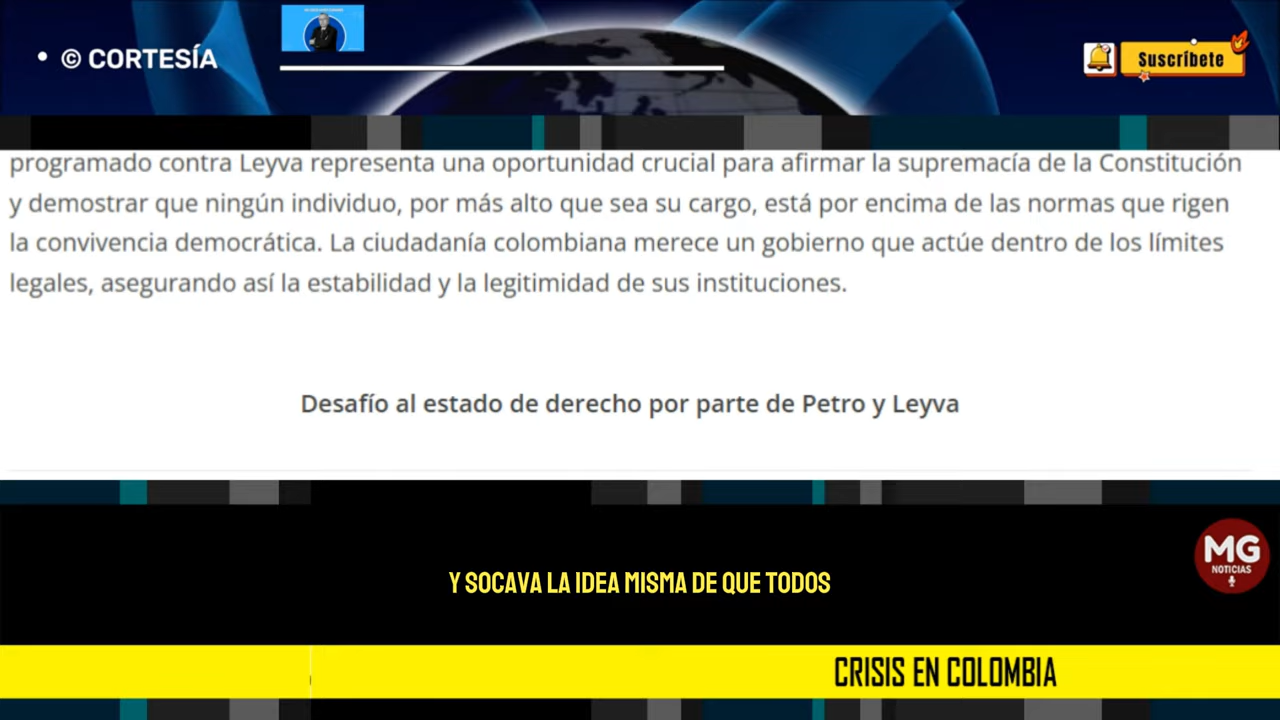 • © CORTESÍA
Suscríbete
programado contra Leyva representa una oportunidad crucial para afirmar la supremacía de la Constitución
y demostrar que ningún individuo, por más alto que sea su cargo, está por encima de las normas que rigen
la convivencia democrática. La ciudadanía colombiana merece un gobierno que actúe dentro de los límites
legales, asegurando así la estabilidad y la legitimidad de sus instituciones.
Desafío al estado de derecho por parte de Petro y Leyva
MG
NOTICIAS
Y SOCAVA LA IDEA MISMA DE QUE TODOS
CRISIS EN COLOMBIA